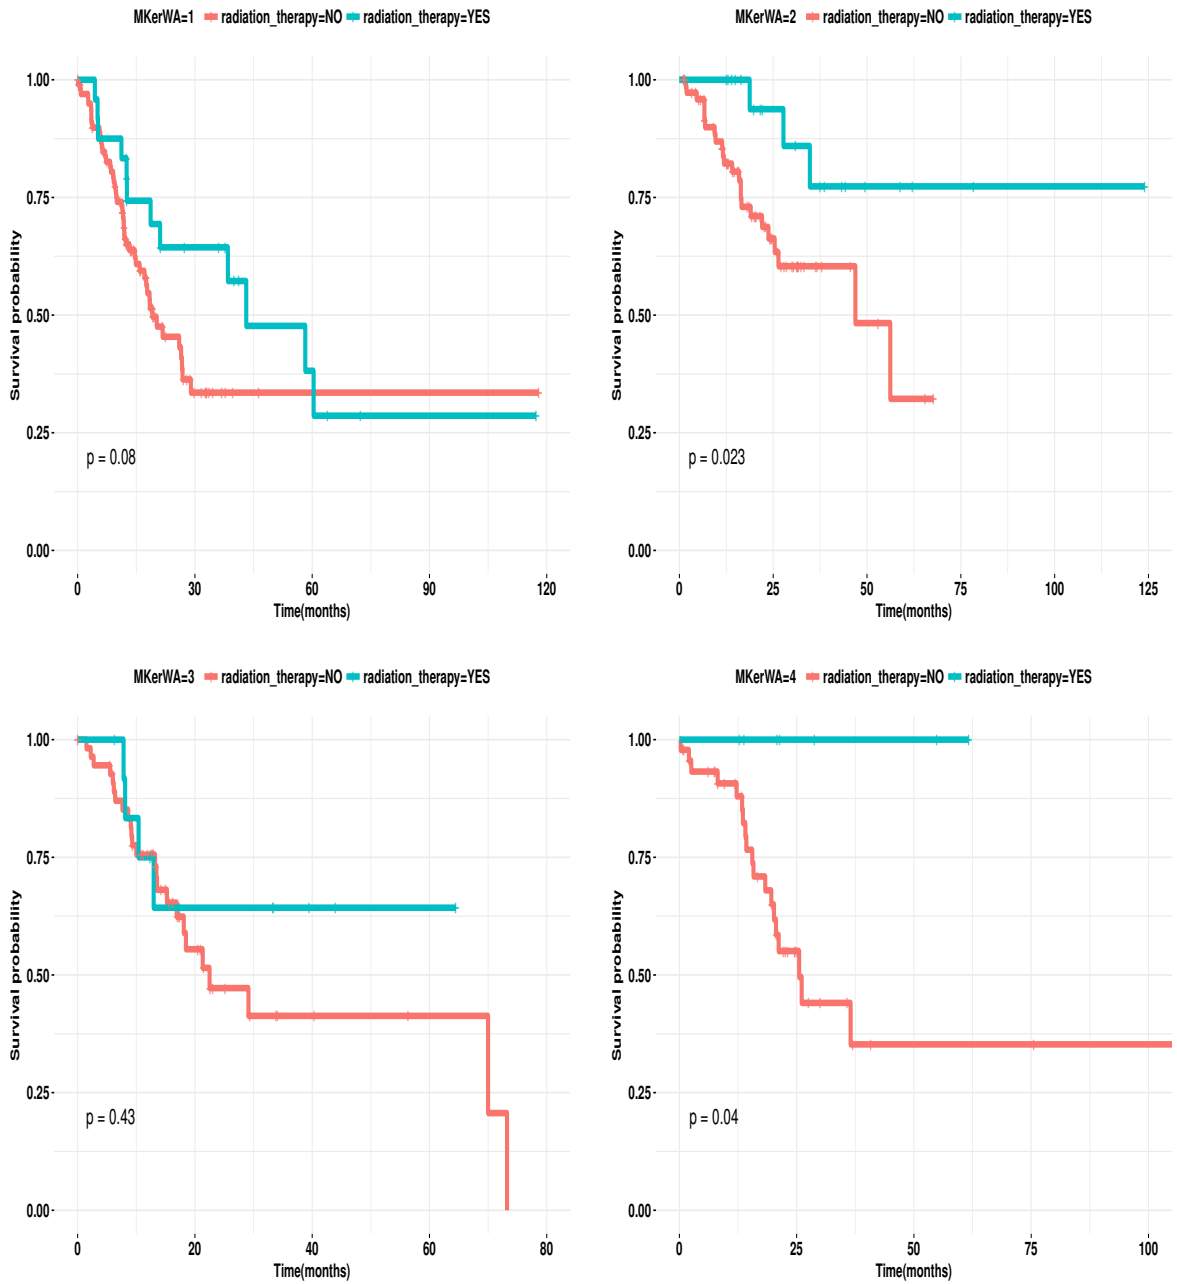 MKerWA=1 radiation_therapy=NO radiation_therapy=YES
Survival probability
1.00
0.75
0.50
0.25
0.00
p = 0.08
0 30 60 90 120
Time(months)
MKerWA=2 radiation_therapy=NO radiation_therapy=YES
Survival probability
1.00
0.75
0.50
0.25
0.00
p = 0.023
0 25 50 75 100 125
Time(months)
MKerWA=3 radiation_therapy=NO radiation_therapy=YES
Survival probability
1.00
0.75
0.50
0.25
0.00
p = 0.43
0 20 40 60 80
Time(months)
MKerWA=4 radiation_therapy=NO radiation_therapy=YES
Survival probability
1.00
0.75
0.50
0.25
0.00
p = 0.04
0 25 50 75 100
Time(months)